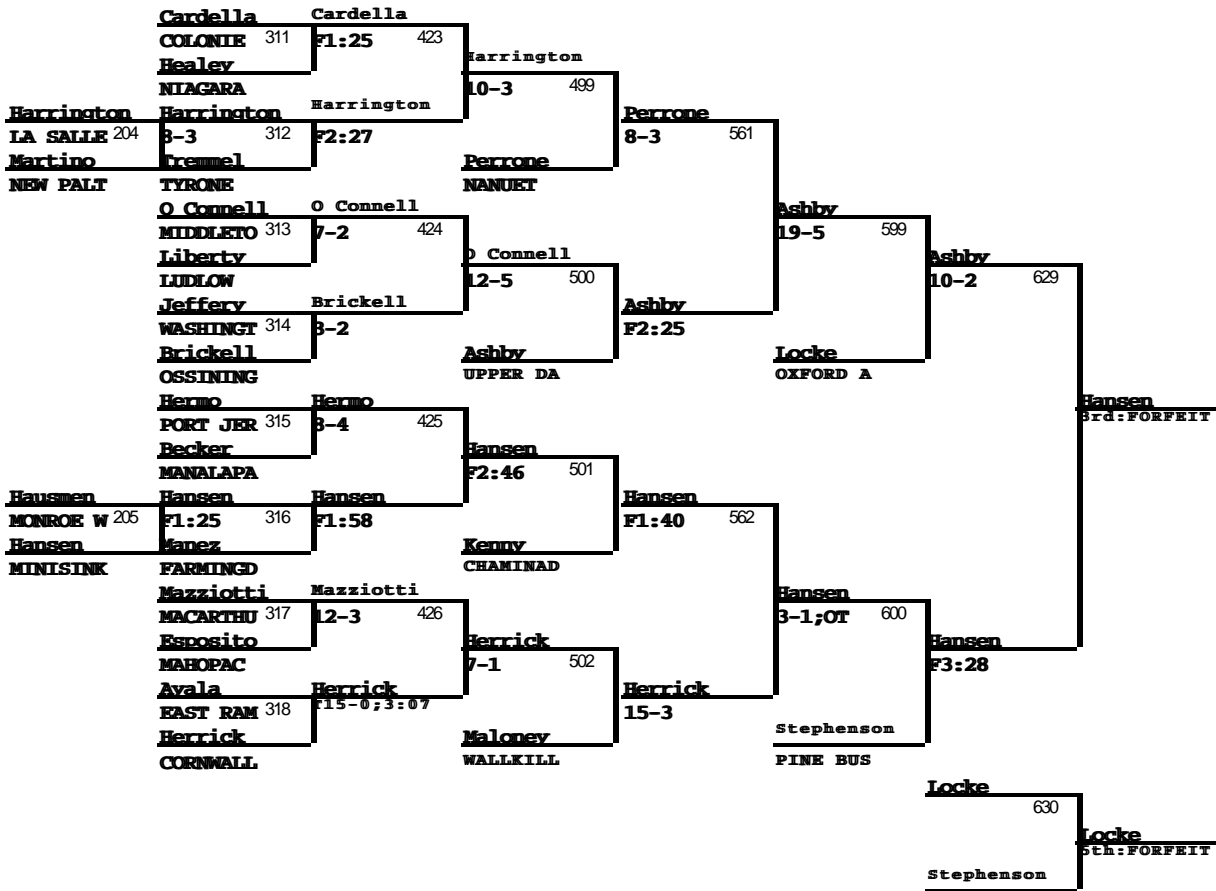 Cardella Cardella
COLONIE 311 F1:25 423
Healey Harrington
NIAGARA 10-3 499
Harrington Harrington Harrington Perrone
LA SALLE 204 8-3 312 F2:27 8-3 561
Martino Tremmel Perrone
NEW PALT TYRONE NANUET
O Connell O Connell Ashby
MIDDLETO 313 7-2 424 19-5 599
Liberty O Connell Ashby
LUDLOW 12-5 500 10-2 629
Jeffery Brickell Ashby
WASHINGT 314 3-2 F2:25
Brickell Ashby Locke
OSSINING UPPER DA OXFORD A
Hermo Hermo Hansen
PORT JER 315 8-4 425 3rd:FORFEIT
Becker Hansen
MANALAPA F2:46 501
Hausmen Hansen Hansen Hansen
MONROE W 205 F1:25 316 F1:58 F1:40 562
Hansen Manez Kenny
MINISINK FARMINGD CHAMINAD
Mazziotti Mazziotti Hansen
MACARTHU 317 12-3 426 3-1;OT 600
Esposito Herrick Hansen
MAHOPAC 7-1 502 F3:28
Ayala Herrick Herrick
EAST RAM 318 T15-0;3:07 15-3
Herrick Maloney Stephenson
CORNWALL WALLKILL PINE BUS
Locke
630
Locke
5th:FORFEIT
Stephenson